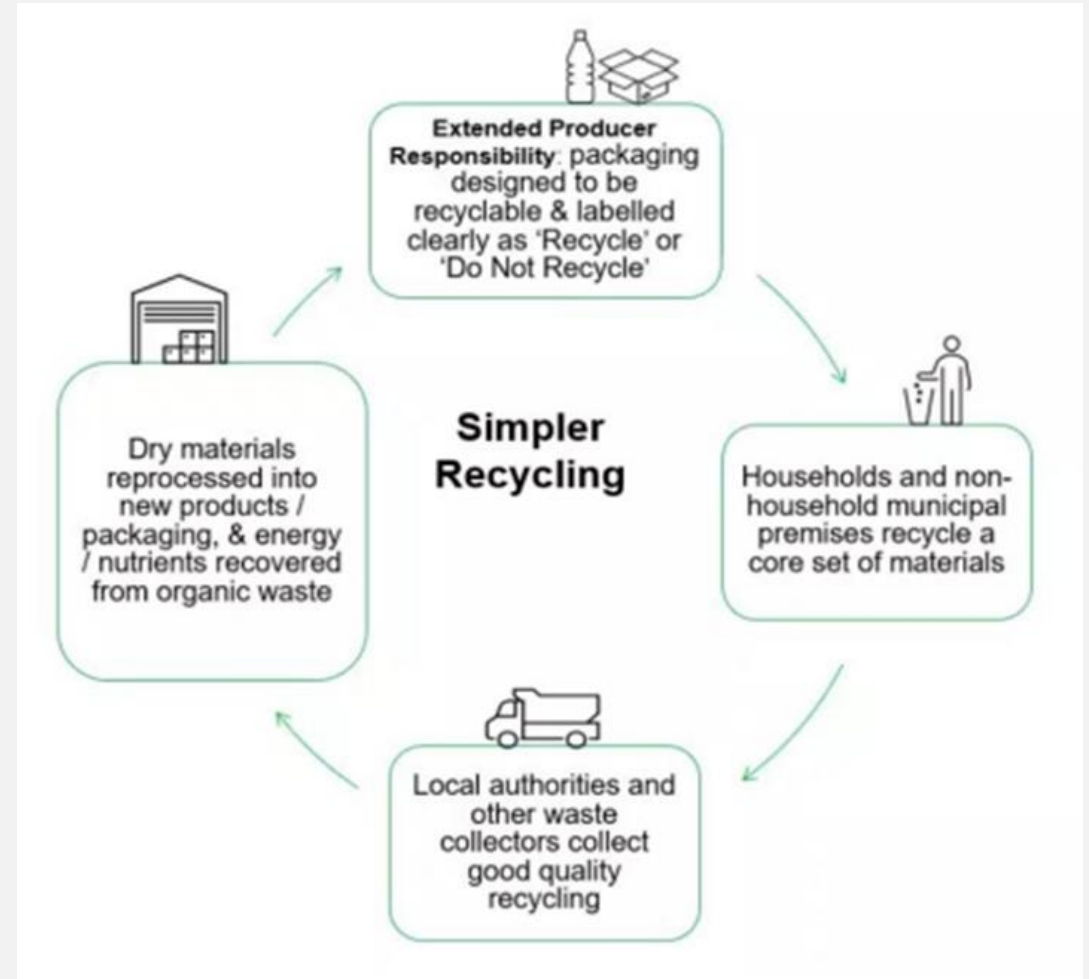 Extended Producer
Responsibility: packaging
designed to be
recyclable & labelled
clearly as ‘Recycle’ or
‘Do Not Recycle’
Simpler
Recycling
Households and non-
household municipal
premises recycle a
core set of materials
Local authorities and
other waste
collectors collect
good quality
recycling
Dry materials
reprocessed into
new products /
packaging, & energy
/ nutrients recovered
from organic waste